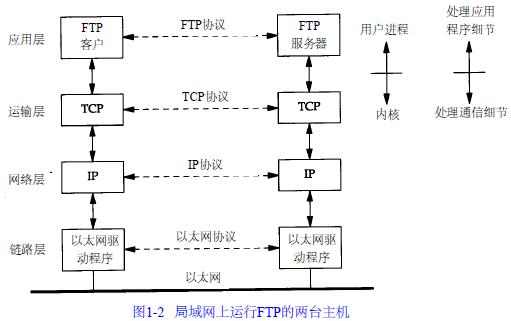 处理应用
程序细节
FTP协议
用户进程
应用层
FTP
客户
FTP
服务器
TCP协议
运输层
TCP
TCP
内核
处理通信细节
IP协议
网络层
IP
IP
以太网协议
链路层
以太网驱
动程序
以太网驱
动程序
以太网
图1-2 局域网上运行FTP的两台主机